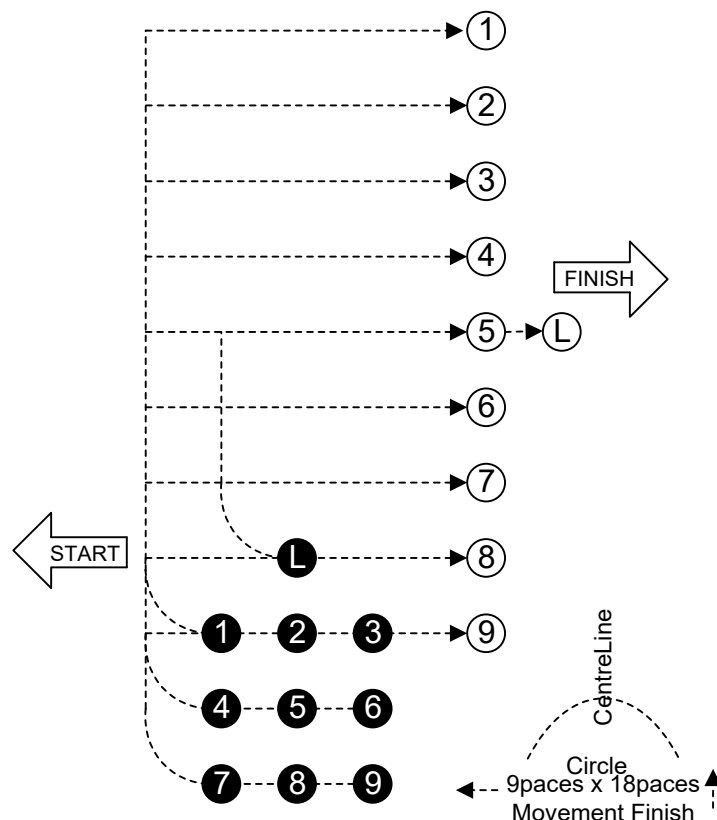 1
2
3
4
FINISH
5 L
6
7
START
L 8
1 2 3 9
4 5 6
7 8 9
CentreLine
Circle
9paces x 18paces
Movement Finish